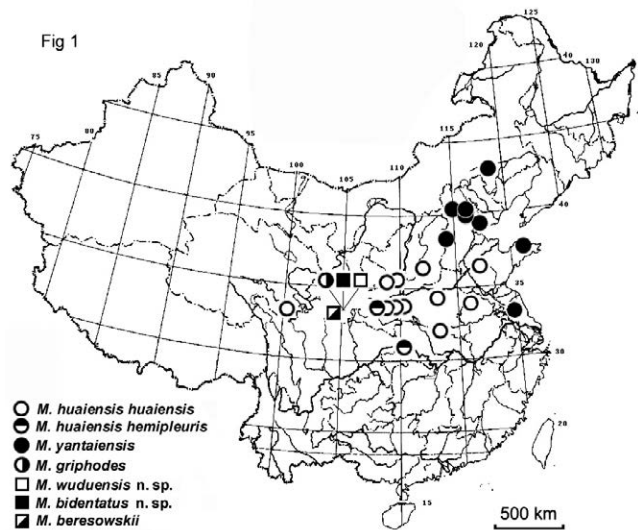 Fig 1
125
120
40
130
85
90
115
75
80
95
110
100
105
40
35
30
20
15
M. huaiensis huaiensis
M. huaiensis hemipleuris
M. yantaiensis
M. griphodes
M. wuduensis n. sp.
M. bidentatus n. sp.
M. beresowskii
500 km